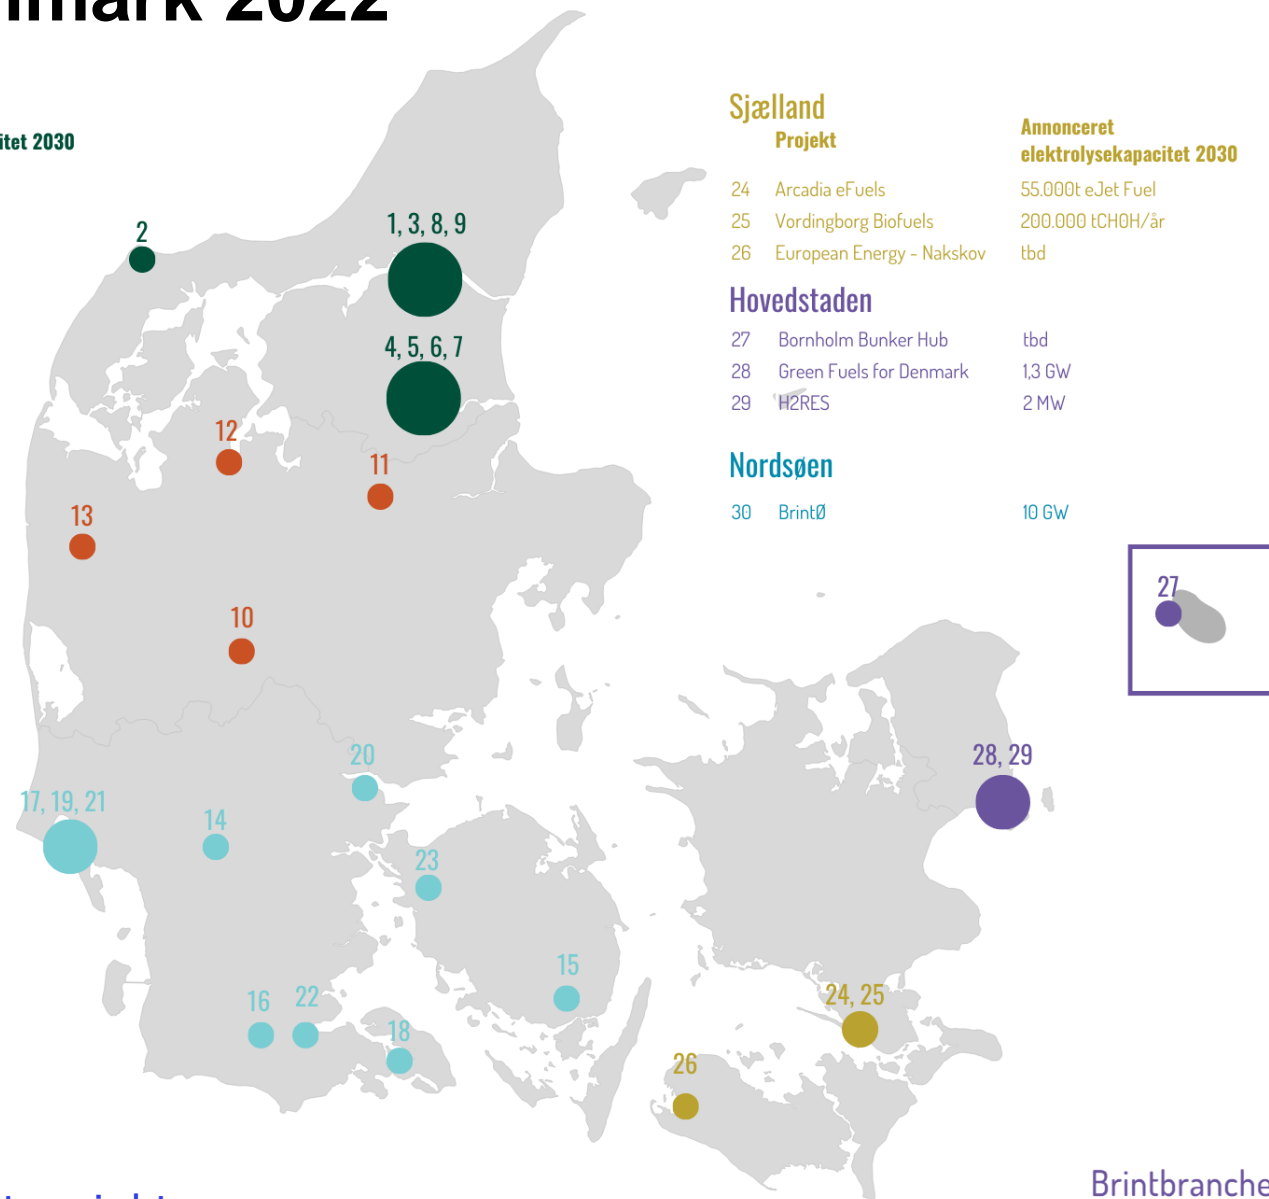 2022
itet 2030
Sjælland
Projekt
Annonceret
elektrolysekapacitet 2030
24 Arcadia eFuels 55.000t eJet Fuel
25 Vordingborg Biofuels 200.000 tCHOH/år
26 European Energy - Nakskov tbd
Hovedstaden
27 Bornholm Bunker Hub tbd
28 Green Fuels for Denmark 1,3 GW
29 H2RES 2 MW
Nordsøen
30 BrintØ 10 GW
2
1, 3, 8, 9
4, 5, 6, 7
12
11
13
10
27
20
28, 29
17, 19, 21
14
23
15
24, 25
16
22
18
26
Brintbranche